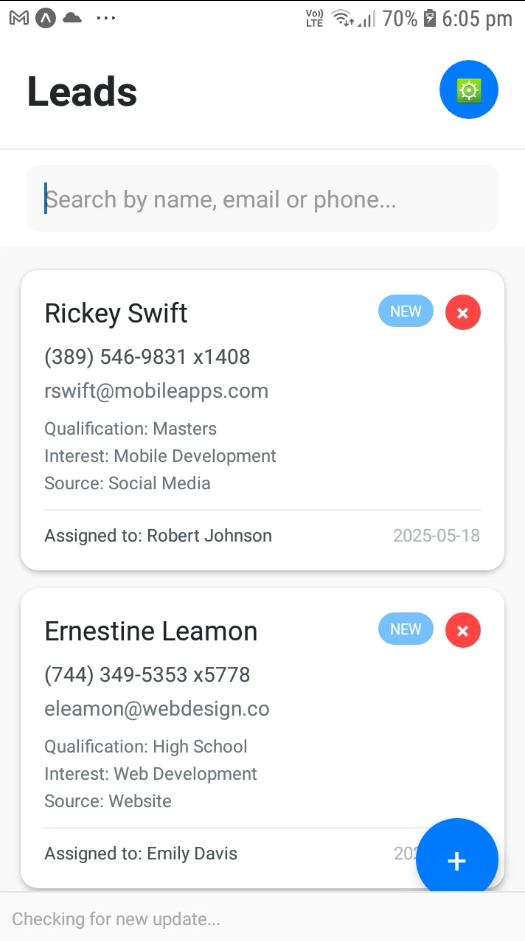 Vo)) LTE 70% 6:05 pm
Leads
Search by name, email or phone...
Rickey Swift NEW
(389) 546-9831 x1408
rswift@mobileapps.com
Qualification: Masters
Interest: Mobile Development
Source: Social Media
Assigned to: Robert Johnson 2025-05-18
Ernestine Leamon NEW
(744) 349-5353 x5778
eleamon@webdesign.co
Qualification: High School
Interest: Web Development
Source: Website
Assigned to: Emily Davis
Checking for new update...